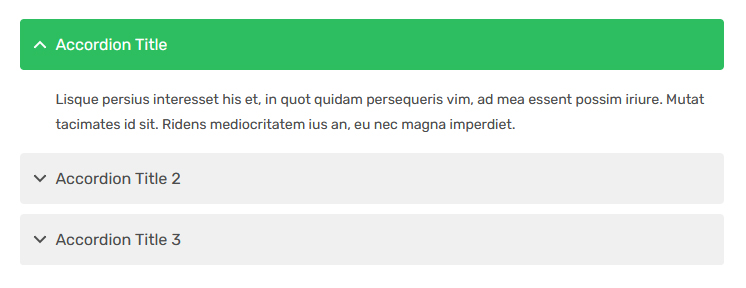 Accordion Title
Lisque persius interesset his et, in quot quidam persequeris vim, ad mea essent possim iriure. Mutat
tacimates id sit. Ridens mediocritatem ius an, eu nec magna imperdiet.
Accordion Title 2
Accordion Title 3